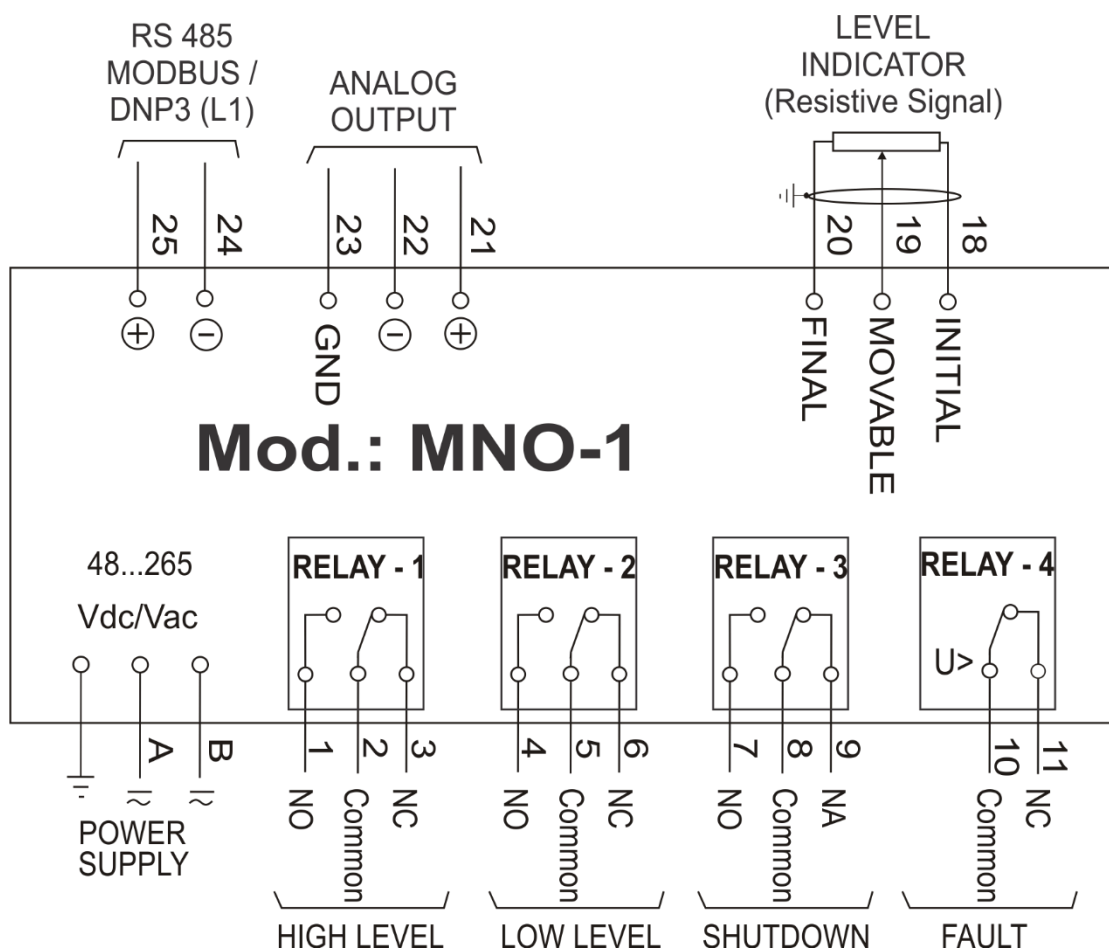 RS 485
MODBUS /
DNP3 (L1)
ANALOG
OUTPUT
LEVEL
INDICATOR
(Resistive Signal)
25
24
23
22
21
20
19
18
+
-
GND
-
+
FINAL
MOVABLE
INITIAL
Mod.: MNO-1
48...265
Vdc/Vac
RELAY - 1
RELAY - 2
RELAY - 3
RELAY - 4
U>
A
B
1
2
3
4
5
6
7
8
9
10
11
POWER
SUPPLY
NO
Common
NC
NO
Common
NC
NO
Common
NA
Common
NC
HIGH LEVEL
LOW LEVEL
SHUTDOWN
FAULT